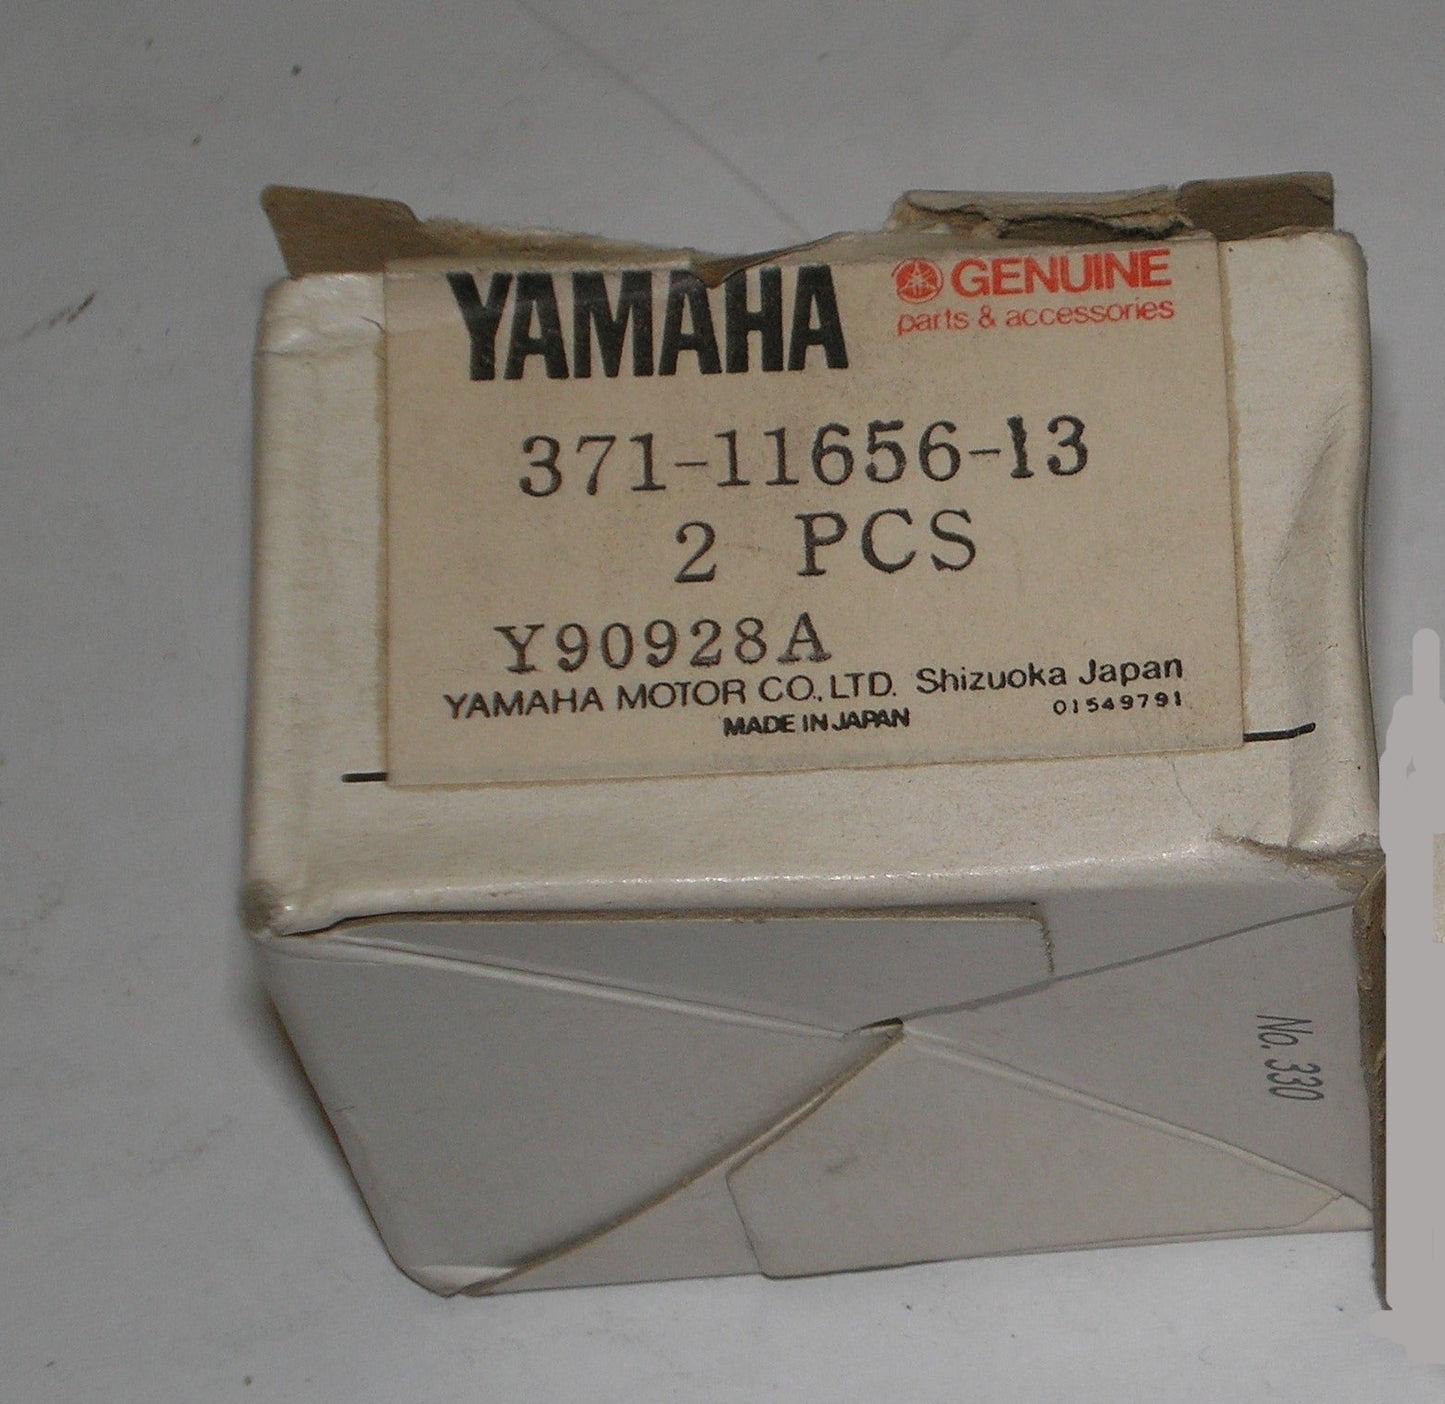 YAMAHA
GENUINE
parts & accessories
371-11656-13
2 PCS
Y90928A
YAMAHA MOTOR CO., LTD. Shizuoka Japan
MADE IN JAPAN
01549791
No. 330